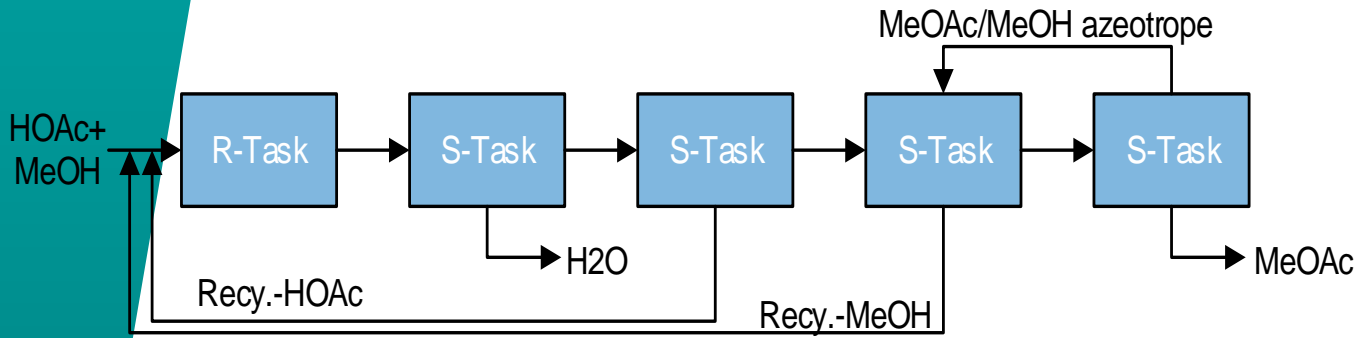 MeOAc/MeOH azeotrope
HOAc+
MeOH
R-Task
S-Task
S-Task
S-Task
S-Task
H2O
MeOAc
Recy.-HOAc
Recy.-MeOH